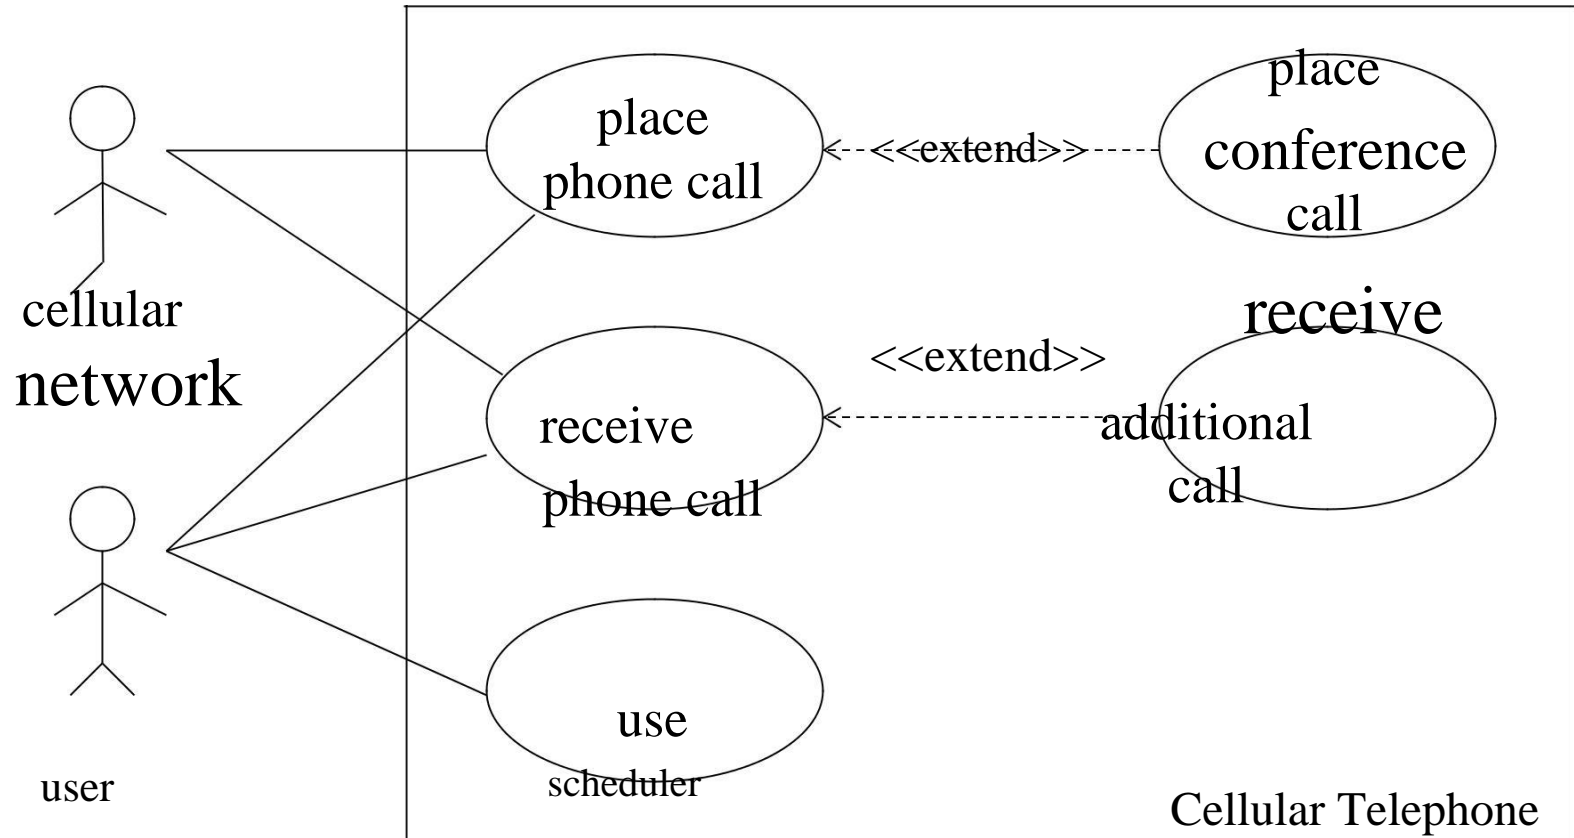 place
phone call
<<extend>>
place
conference
call
cellular
network
receive
phone call
<<extend>>
receive
additional
call
user
use
scheduler
Cellular Telephone